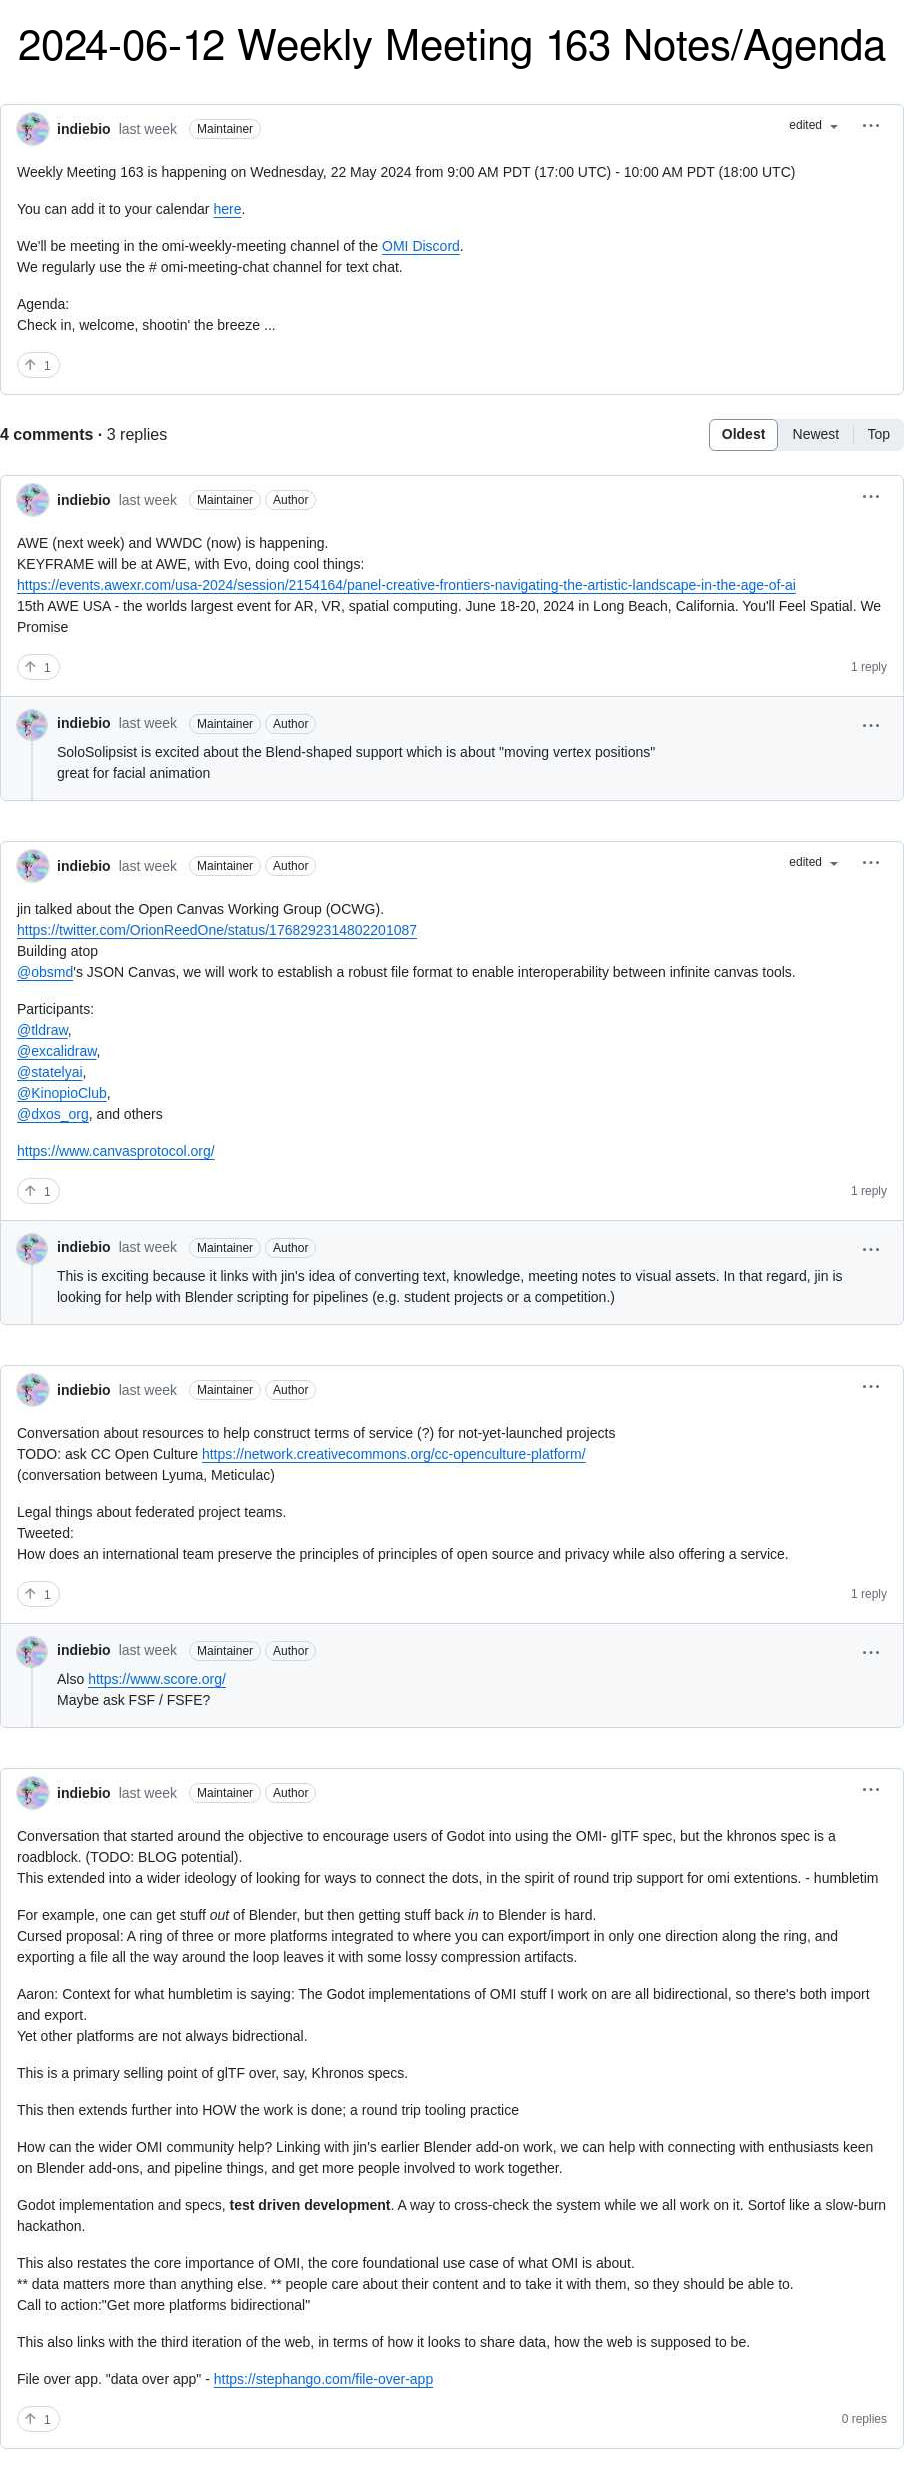 2024-06-12 Weekly Meeting 163 Notes/Agenda
indiebio last week Maintainer edited
Weekly Meeting 163 is happening on Wednesday, 22 May 2024 from 9:00 AM PDT (17:00 UTC) - 10:00 AM PDT (18:00 UTC)
You can add it to your calendar here.
We'll be meeting in the omi-weekly-meeting channel of the OMI Discord.
We regularly use the # omi-meeting-chat channel for text chat.
Agenda:
Check in, welcome, shootin' the breeze ...
↑ 1
4 comments · 3 replies Oldest Newest Top
indiebio last week Maintainer Author
AWE (next week) and WWDC (now) is happening.
KEYFRAME will be at AWE, with Evo, doing cool things:
https://events.awexr.com/usa-2024/session/2154164/panel-creative-frontiers-navigating-the-artistic-landscape-in-the-age-of-ai
15th AWE USA - the worlds largest event for AR, VR, spatial computing. June 18-20, 2024 in Long Beach, California. You'll Feel Spatial. We
Promise
↑ 1 1 reply
indiebio last week Maintainer Author
SoloSolipsist is excited about the Blend-shaped support which is about "moving vertex positions"
great for facial animation
indiebio last week Maintainer Author edited
jin talked about the Open Canvas Working Group (OCWG).
https://twitter.com/OrionReedOne/status/1768292314802201087
Building atop
@obsmd's JSON Canvas, we will work to establish a robust file format to enable interoperability between infinite canvas tools.
Participants:
@tldraw,
@excalidraw,
@statelyai,
@KinopioClub,
@dxos_org, and others
https://www.canvasprotocol.org/
↑ 1 1 reply
indiebio last week Maintainer Author
This is exciting because it links with jin's idea of converting text, knowledge, meeting notes to visual assets. In that regard, jin is
looking for help with Blender scripting for pipelines (e.g. student projects or a competition.)
indiebio last week Maintainer Author
Conversation about resources to help construct terms of service (?) for not-yet-launched projects
TODO: ask CC Open Culture https://network.creativecommons.org/cc-openculture-platform/
(conversation between Lyuma, Meticulac)
Legal things about federated project teams.
Tweeted:
How does an international team preserve the principles of principles of open source and privacy while also offering a service.
↑ 1 1 reply
indiebio last week Maintainer Author
Also https://www.score.org/
Maybe ask FSF / FSFE?
indiebio last week Maintainer Author
Conversation that started around the objective to encourage users of Godot into using the OMI- glTF spec, but the khronos spec is a
roadblock. (TODO: BLOG potential).
This extended into a wider ideology of looking for ways to connect the dots, in the spirit of round trip support for omi extentions. - humbletim
For example, one can get stuff out of Blender, but then getting stuff back in to Blender is hard.
Cursed proposal: A ring of three or more platforms integrated to where you can export/import in only one direction along the ring, and
exporting a file all the way around the loop leaves it with some lossy compression artifacts.
Aaron: Context for what humbletim is saying: The Godot implementations of OMI stuff I work on are all bidirectional, so there's both import
and export.
Yet other platforms are not always bidrectional.
This is a primary selling point of glTF over, say, Khronos specs.
This then extends further into HOW the work is done; a round trip tooling practice
How can the wider OMI community help? Linking with jin's earlier Blender add-on work, we can help with connecting with enthusiasts keen
on Blender add-ons, and pipeline things, and get more people involved to work together.
Godot implementation and specs, test driven development. A way to cross-check the system while we all work on it. Sortof like a slow-burn
hackathon.
This also restates the core importance of OMI, the core foundational use case of what OMI is about.
** data matters more than anything else. ** people care about their content and to take it with them, so they should be able to.
Call to action:"Get more platforms bidirectional"
This also links with the third iteration of the web, in terms of how it looks to share data, how the web is supposed to be.
File over app. "data over app" - https://stephango.com/file-over-app
↑ 1 0 replies